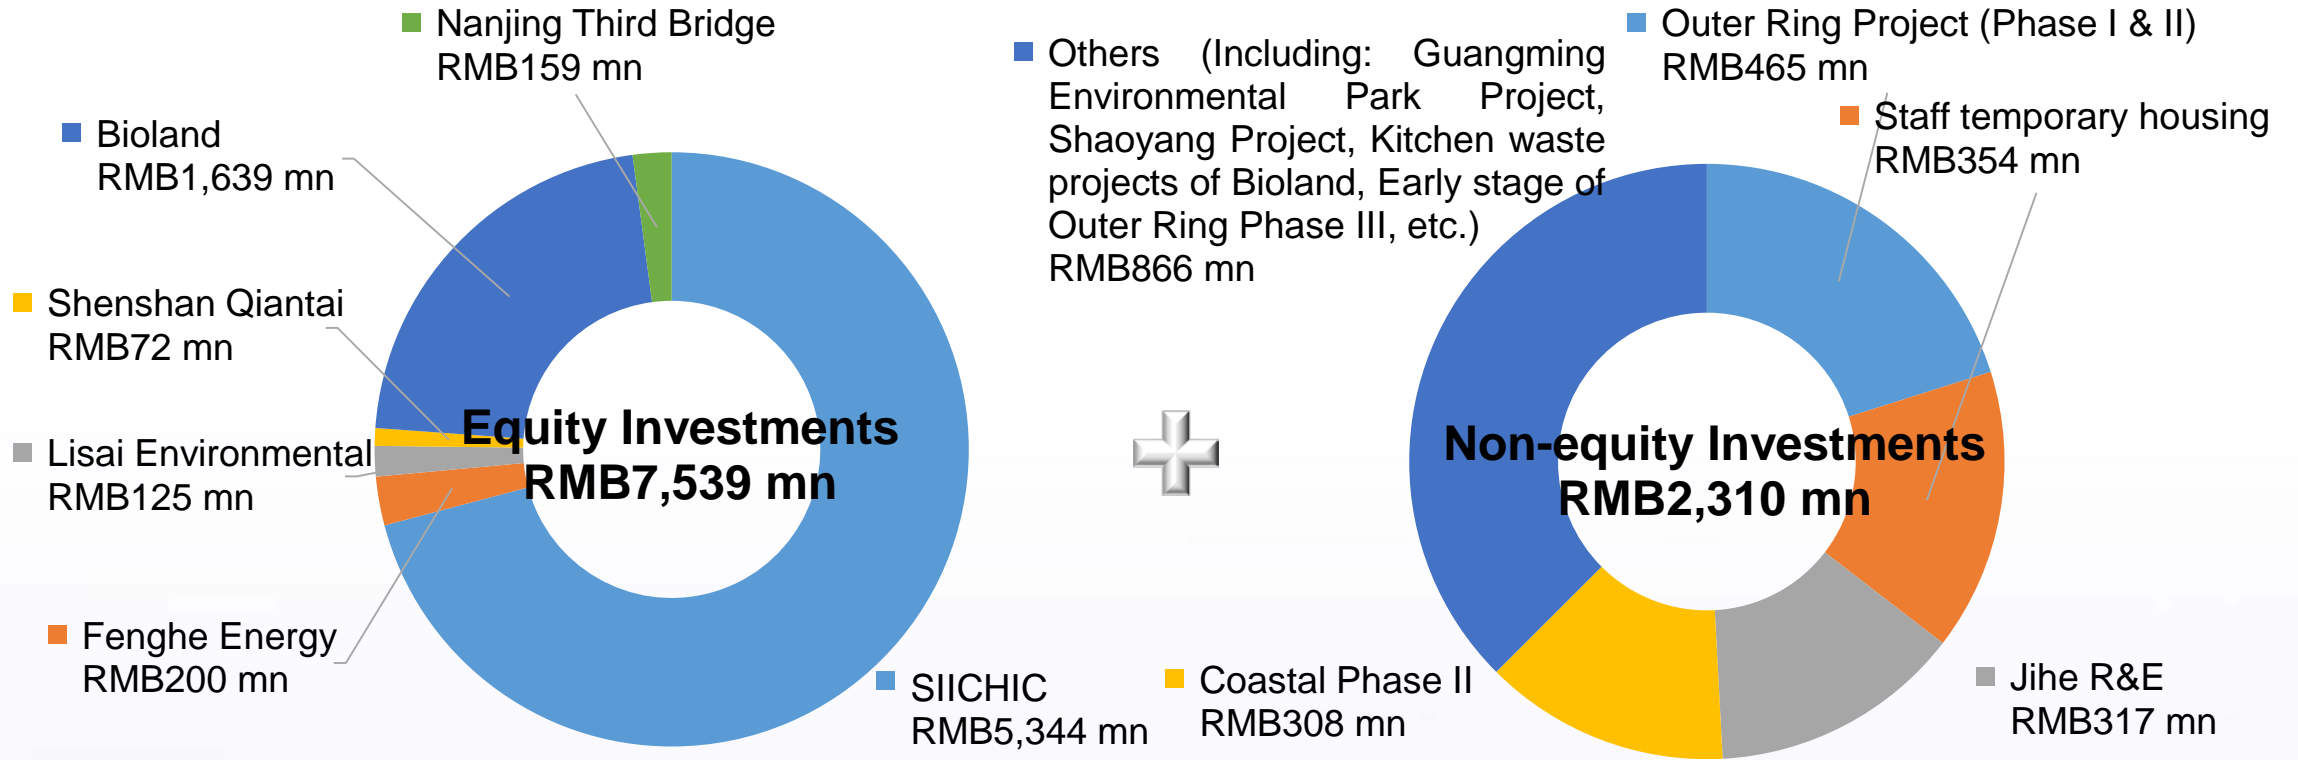 Nanjing Third Bridge
RMB159 mn
Bioland
RMB1,639 mn
Shenshan Qiantai
RMB72 mn
Lisai Environmental
RMB125 mn
Fenghe Energy
RMB200 mn
SIICHIC
RMB5,344 mn
Equity Investments
RMB7,539 mn
Others (Including: Guangming
Environmental Park Project,
Shaoyang Project, Kitchen waste
projects of Bioland, Early stage of
Outer Ring Phase III, etc.)
RMB866 mn
Outer Ring Project (Phase I & II)
RMB465 mn
Staff temporary housing
RMB354 mn
Non-equity Investments
RMB2,310 mn
Coastal Phase II
RMB308 mn
Jihe R&E
RMB317 mn